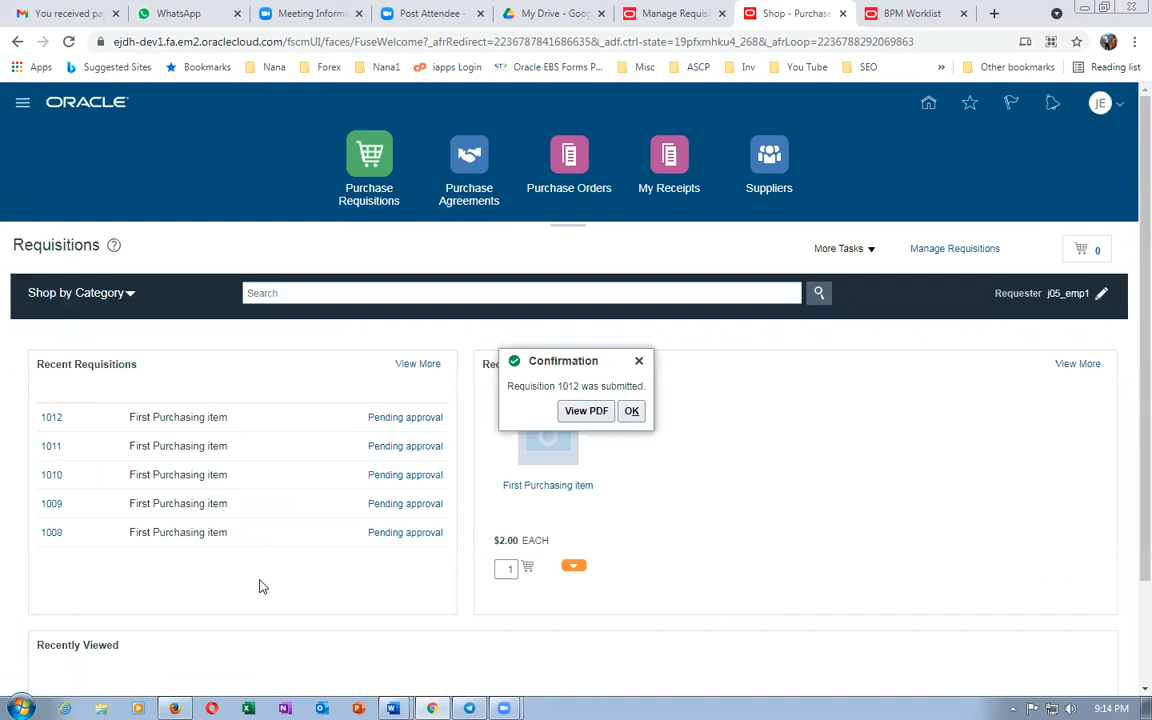 You received pa
WhatsApp
Meeting Inform
Post Attendee -
My Drive - Goog
Manage Requis
Shop - Purchase
BPM Worklist
ejdh-dev1.fa.em2.oraclecloud.com/fscmUI/faces/FuseWelcome?_afrRedirect=22367878416866635&_adf.ctrl-state=19pfxmhku4_268&_afrLoop=2236788292069863
Apps
Suggested Sites
Bookmarks
Nana
Forex
Nana1
iapps Login
Oracle EBS Forms P...
Misc
ASCP
Inv
You Tube
SEO
»
Other bookmarks
Reading list
ORACLE
JE
Purchase Requisitions
Purchase Agreements
Purchase Orders
My Receipts
Suppliers
Requisitions
More Tasks
Manage Requisitions
0
Shop by Category
Search
Requester j05_emp1
Recent Requisitions
View More
1012 First Purchasing item Pending approval
1011 First Purchasing item Pending approval
1010 First Purchasing item Pending approval
1009 First Purchasing item Pending approval
1008 First Purchasing item Pending approval
View More
Confirmation
Requisition 1012 was submitted.
View PDF
OK
First Purchasing item
$2.00 EACH
1
Recently Viewed
9:14 PM